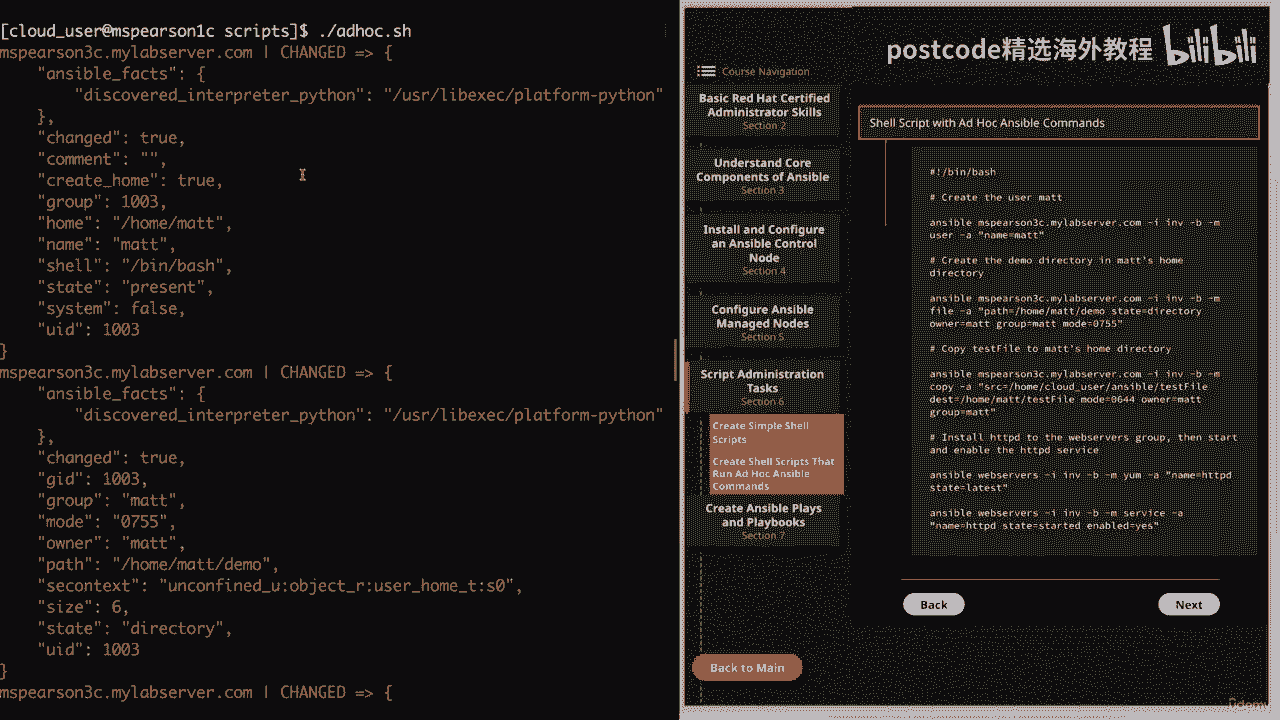 [cloud_user@mspearson1c scripts]$ ./adhoc.sh
mspearson3c.mylabserver.com | CHANGED => {
    "ansible_facts": {
        "discovered_interpreter_python": "/usr/libexec/platform-python"
    },
    "changed": true,
    "comment": "",
    "create_home": true,
    "group": 1003,
    "home": "/home/matt",
    "name": "matt",
    "shell": "/bin/bash",
    "state": "present",
    "system": false,
    "uid": 1003
}
mspearson3c.mylabserver.com | CHANGED => {
    "ansible_facts": {
        "discovered_interpreter_python": "/usr/libexec/platform-python"
    },
    "changed": true,
    "gid": 1003,
    "group": "matt",
    "mode": "0755",
    "owner": "matt",
    "path": "/home/matt/demo",
    "secontext": "unconfined_u:object_r:user_home_t:s0",
    "size": 6,
    "state": "directory",
    "uid": 1003
}
mspearson3c.mylabserver.com | CHANGED => {
postcode精选海外教程 bilibili
Course Navigation
Basic Red Hat Certified
Administrator Skills
Section 2
Understand Core
Components of Ansible
Section 3
Install and Configure
an Ansible Control
Node
Section 4
Configure Ansible
Managed Nodes
Section 5
Script Administration
Tasks
Section 6
Create Simple Shell
Scripts
Create Shell Scripts That
Run Ad Hoc Ansible
Commands
Create Ansible Plays
and Playbooks
Section 7
Back to Main
Shell Script with Ad Hoc Ansible Commands
#!/bin/bash
# Create the user matt
ansible mspearson3c.mylabserver.com -i inv -b -m
user -a "name=matt"
# Create the demo directory in matt's home
directory
ansible mspearson3c.mylabserver.com -i inv -b -m
file -a "path=/home/matt/demo state=directory
owner=matt group=matt mode=0755"
# Copy testFile to matt's home directory
ansible mspearson3c.mylabserver.com -i inv -b -m
copy -a "src=/home/cloud_user/ansible/testFile
dest=/home/matt/testFile mode=0644 owner=matt
group=matt"
# Install httpd to the webservers group, then start
and enable the httpd service
ansible webservers -i inv -b -m yum -a "name=httpd
state=latest"
ansible webservers -i inv -b -m service -a
"name=httpd state=started enabled=yes"
Back
Next
ûdemy